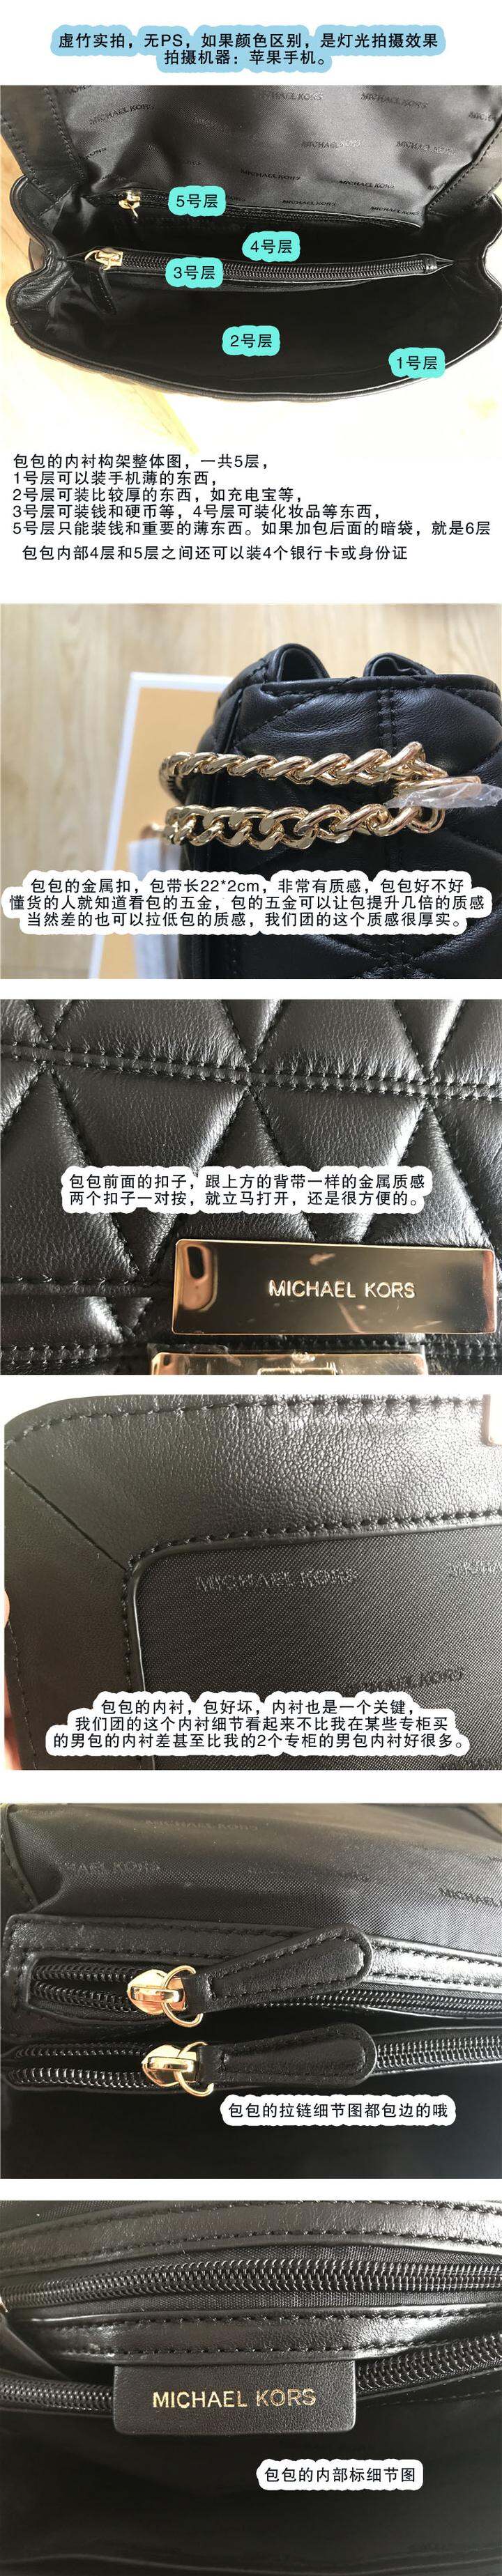 虚竹实拍，无PS，如果颜色区别，是灯光拍摄效果
拍摄机器：苹果手机。
MICHAEL KORS
5号层
4号层
3号层
2号层
1号层
包包的内衬构架整体图，一共5层，
1号层可以装手机薄的东西，
2号层可装比较厚的东西，如充电宝等，
3号层可装钱和硬币等，4号层可装化妆品等东西，
5号层只能装钱和重要的薄东西。如果加包后面的暗袋，就是6层
包包内部4层和5层之间还可以装4个银行卡或身份证
包包的金属扣，包带长22*2cm，非常有质感，包包好不好
懂货的人就知道看包的五金，包的五金可以让包提升几倍的质感
当然差的也可以拉低包的质感，我们团的这个质感很厚实。
包包前面的扣子，跟上方的背带一样的金属质感
两个扣子一对按，就立马打开，还是很方便的。
MICHAEL KORS
MICHAEL KORS
包包的内衬，包好坏，内衬也是一个关键，
我们团的这个内衬细节看起来不比我在某些专柜买
的男包的内衬差甚至比我的2个专柜的男包内衬好很多。
MICHAEL KORS
包包的拉链细节图都包边的哦
MICHAEL KORS
包包的内部标细节图